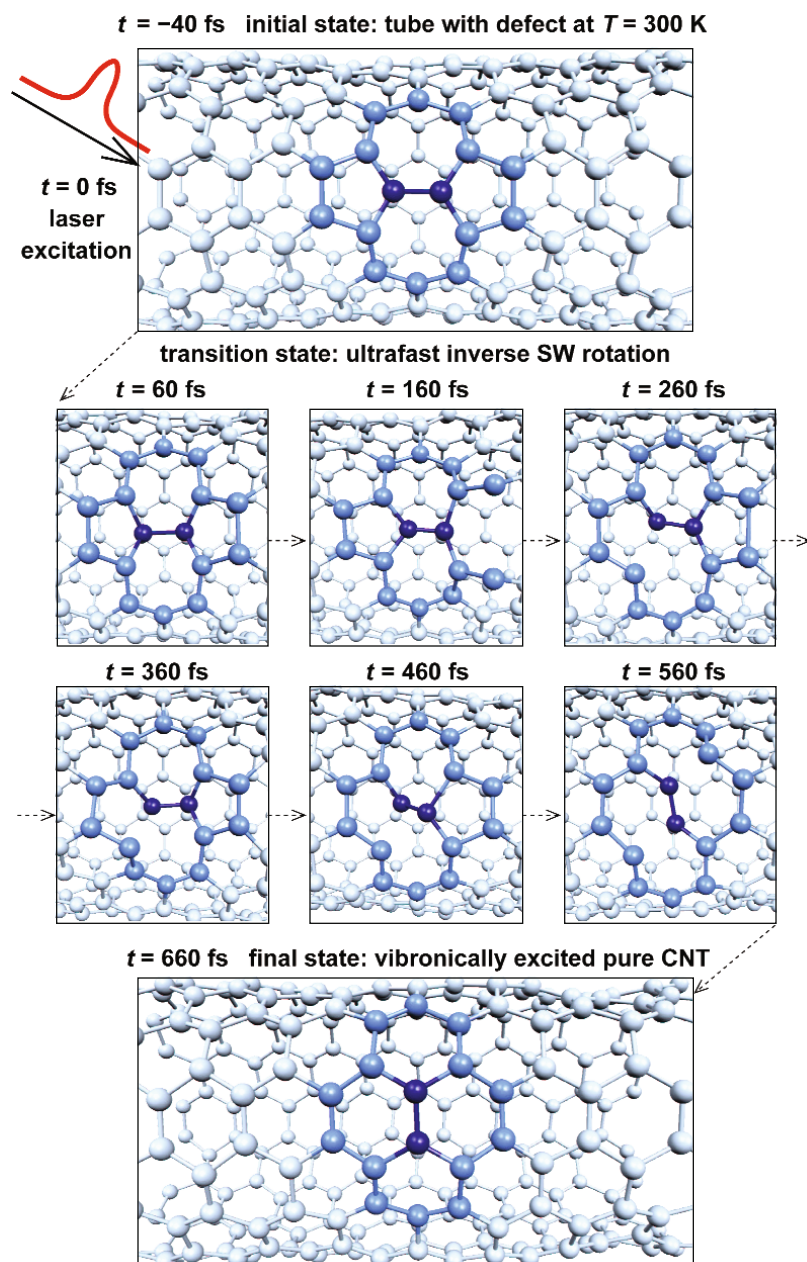 t = −40 fs   initial state: tube with defect at T = 300 K
t = 0 fs
laser
excitation
transition state: ultrafast inverse SW rotation
t = 60 fs
t = 160 fs
t = 260 fs
t = 360 fs
t = 460 fs
t = 560 fs
t = 660 fs   final state: vibronically excited pure CNT